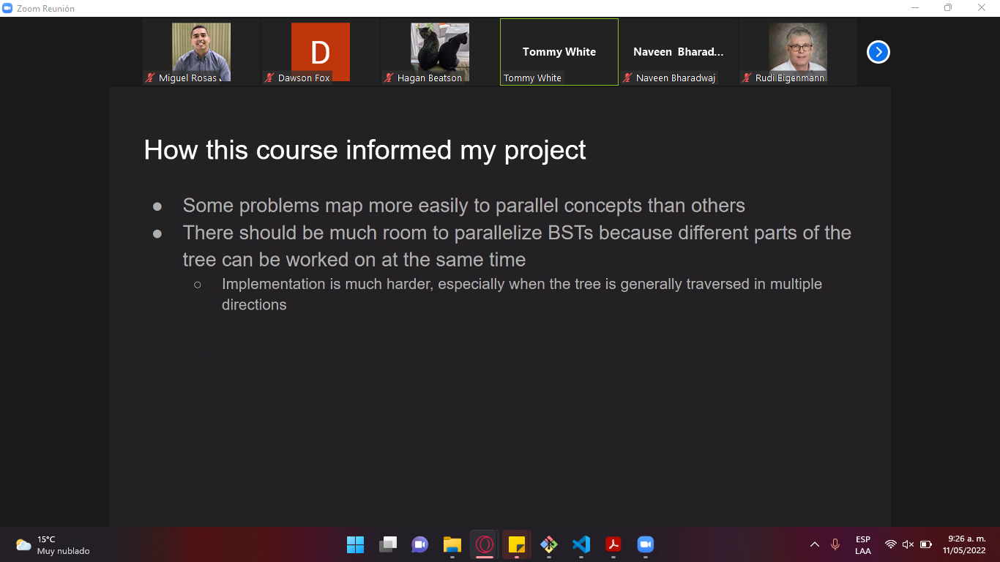 Zoom Reunión
D
Tommy White
Naveen Bharad...
Miguel Rosas
Dawson Fox
Hagan Beatson
Tommy White
Naveen Bharadwaj
Rudi Eigenmann
How this course informed my project
● Some problems map more easily to parallel concepts than others
● There should be much room to parallelize BSTs because different parts of the
tree can be worked on at the same time
○ Implementation is much harder, especially when the tree is generally traversed in multiple
directions
15°C
Muy nublado
ESP
LAA
9:26 a. m.
11/05/2022